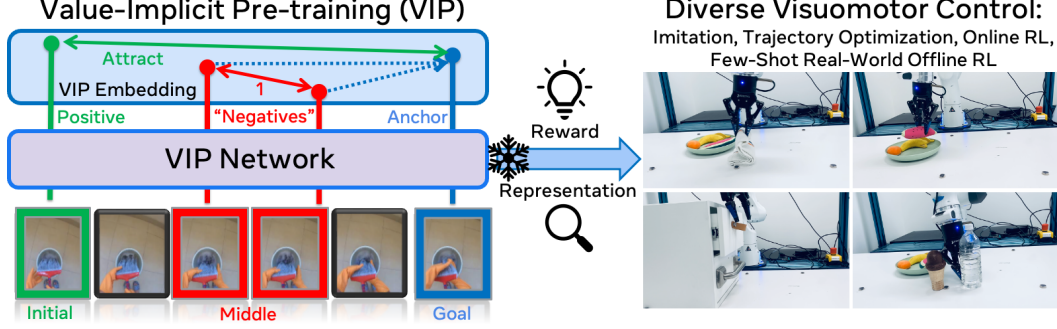 Value-Implicit Pre-training (VIP)
Attract
VIP Embedding
1
Positive
"Negatives"
Anchor
VIP Network
Initial
Middle
Goal
Reward
Representation
Diverse Visuomotor Control:
Imitation, Trajectory Optimization, Online RL,
Few-Shot Real-World Offline RL